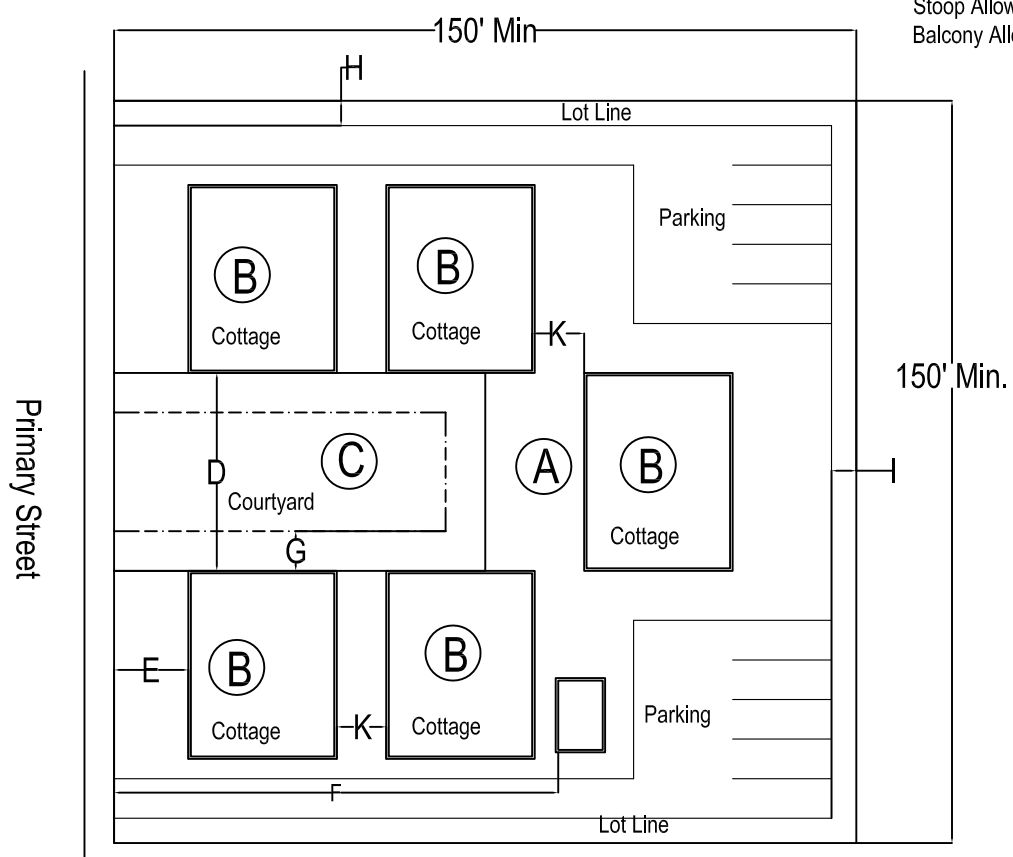 Stoop Allow
Balcony All
150' Min
H
Lot Line
Parking
B
Cottage
B
Cottage
K
150' Min.
Primary Street
D
C
Courtyard
A
B
Cottage
I
G
E
B
Cottage
K
B
Cottage
Parking
F
Lot Line